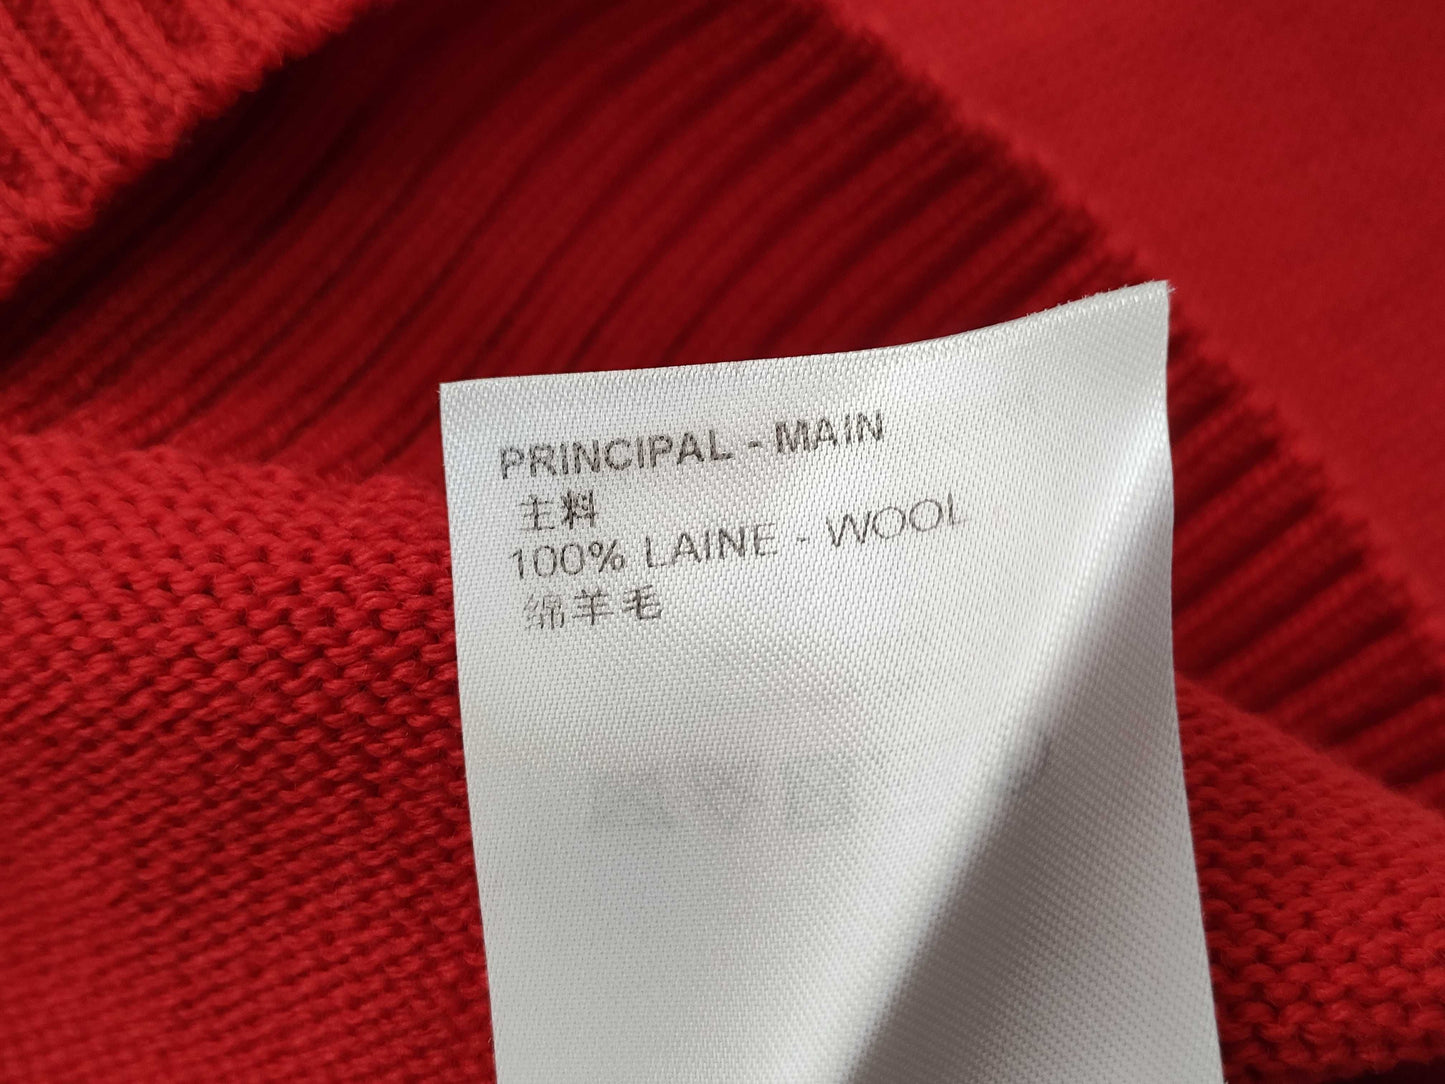 PRINCIPAL - MAIN
主料
100% LAINE - WOOL
绵羊毛